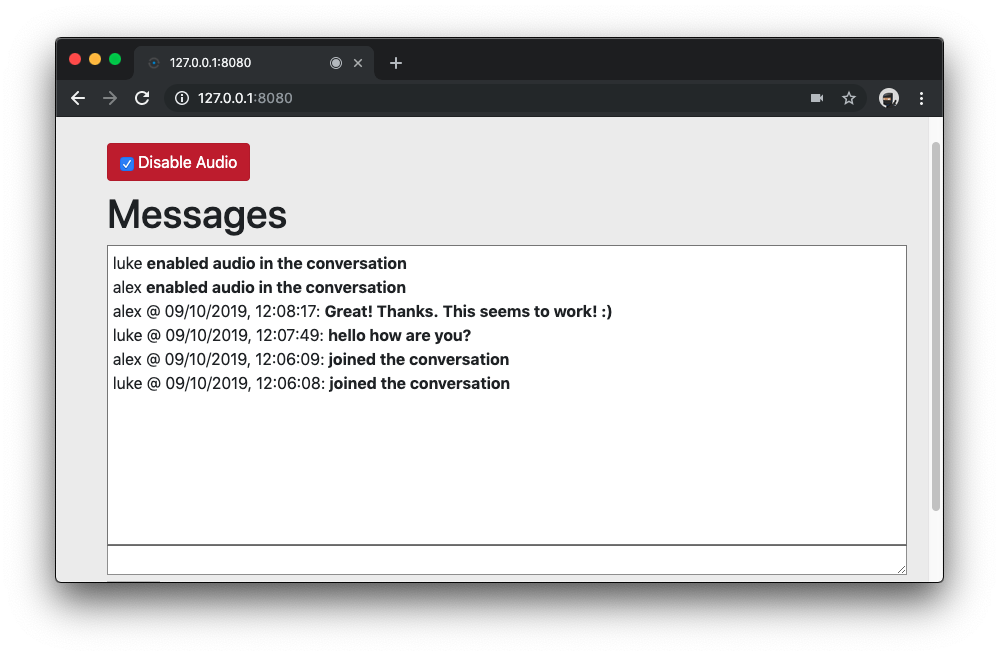 127.0.0.1:8080
127.0.0.1:8080
Disable Audio
Messages
luke enabled audio in the conversation
alex enabled audio in the conversation
alex @ 09/10/2019, 12:08:17: Great! Thanks. This seems to work! :)
luke @ 09/10/2019, 12:07:49: hello how are you?
alex @ 09/10/2019, 12:06:09: joined the conversation
luke @ 09/10/2019, 12:06:08: joined the conversation